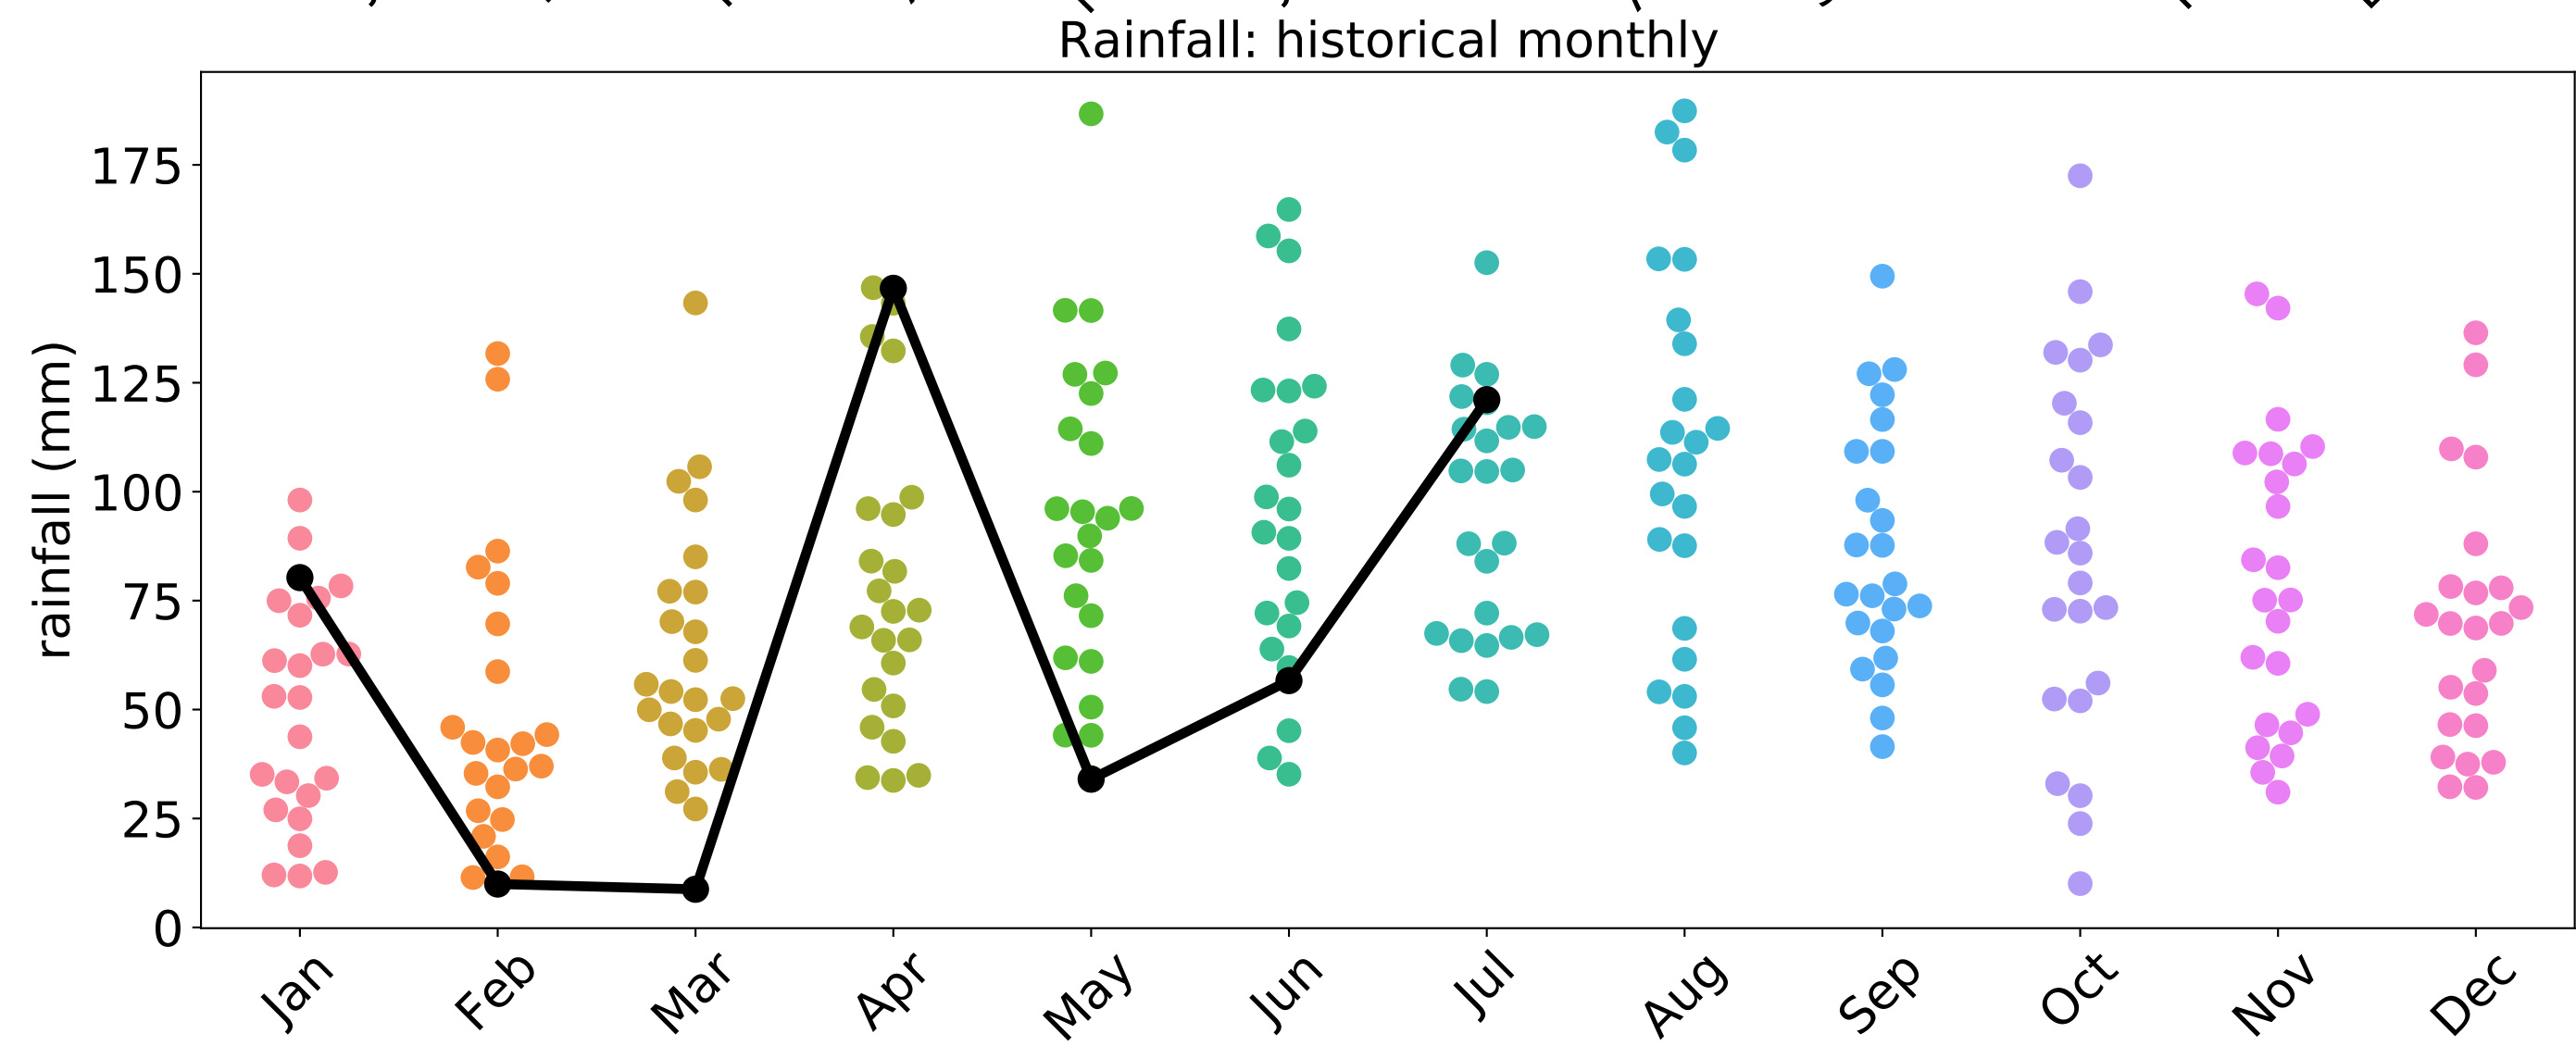 Rainfall: historical monthly
rainfall (mm)
175
150
125
100
75
50
25
0
Jan
Feb
Mar
Apr
May
Jun
Jul
Aug
Sep
Oct
Nov
Dec